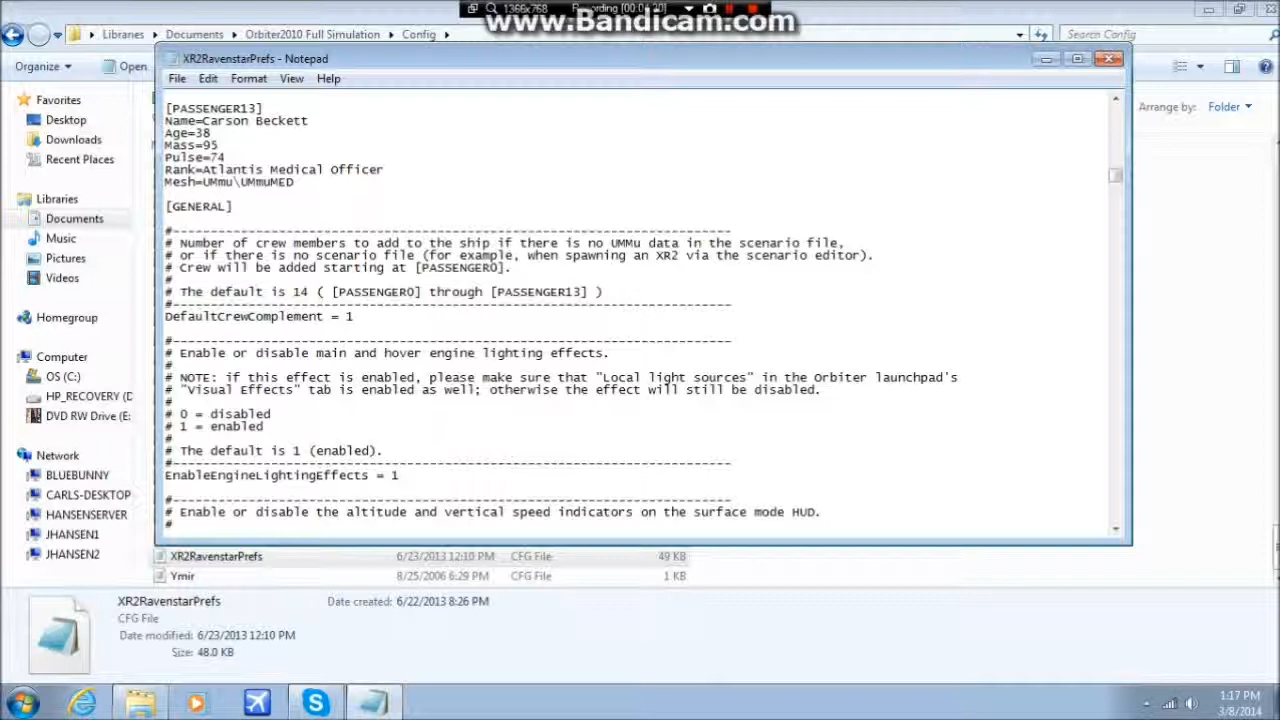 1366x768
Recording [00:04:20]
www.Bandicam.com
Libraries
Documents
Orbiter2010 Full Simulation
Config
Search Config
Organize
Open
Arrange by:
Folder
XR2RavenstarPrefs - Notepad
File Edit Format View Help
[PASSENGER13]
Name=Carson Beckett
Age=38
Mass=95
Pulse=74
Rank=Atlantis Medical Officer
Mesh=UMmu\UMmuMED
[GENERAL]
#---------------------------------------------------------------------------
# Number of crew members to add to the ship if there is no UMMu data in the scenario file,
# or if there is no scenario file (for example, when spawning an XR2 via the scenario editor).
# Crew will be added starting at [PASSENGER0].
#
# The default is 14 ( [PASSENGER0] through [PASSENGER13] )
#---------------------------------------------------------------------------
DefaultCrewComplement = 1
#---------------------------------------------------------------------------
# Enable or disable main and hover engine lighting effects.
#
# NOTE: if this effect is enabled, please make sure that "Local light sources" in the Orbiter launchpad's
# "Visual Effects" tab is enabled as well; otherwise the effect will still be disabled.
#
# 0 = disabled
# 1 = enabled
#
# The default is 1 (enabled).
#---------------------------------------------------------------------------
EnableEngineLightingEffects = 1
#---------------------------------------------------------------------------
# Enable or disable the altitude and vertical speed indicators on the surface mode HUD.
#
Favorites
Desktop
Downloads
Recent Places
Libraries
Documents
Music
Pictures
Videos
Homegroup
Computer
OS (C:)
HP_RECOVERY (D
DVD RW Drive (E:
Network
BLUEBUNNY
CARLS-DESKTOP
HANSENSERVER
JHANSEN1
JHANSEN2
XR2RavenstarPrefs 6/23/2013 12:10 PM CFG File 49 KB
Ymir 8/25/2006 6:29 PM CFG File 1 KB
XR2RavenstarPrefs
Date created: 6/22/2013 8:26 PM
CFG File
Date modified: 6/23/2013 12:10 PM
Size: 48.0 KB
1:17 PM
3/8/2014